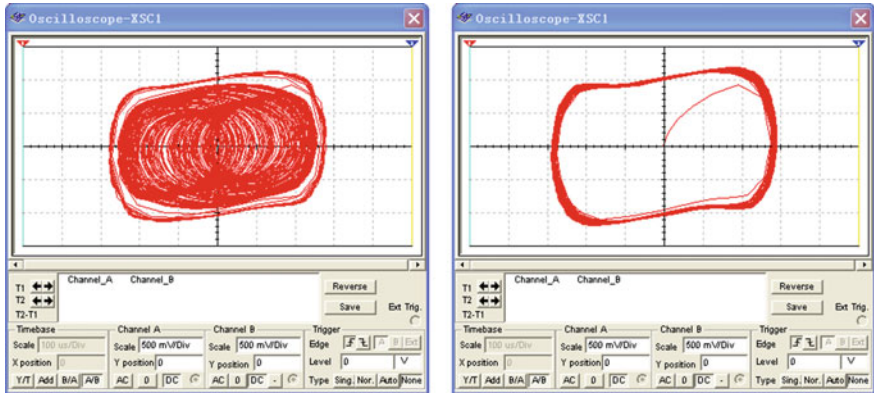 Oscilloscope-XSC1
T1
T2
T2-T1
Channel_A Channel_B
Reverse
Save
Ext Trig.
Timebase
Scale 100 us/Div
X position 0
Y/T Add B/A A/B
Channel A
Scale 500 mV/Div
Y position 0
AC 0 DC
Channel B
Scale 500 mV/Div
Y position 0
AC 0 DC -
Trigger
Edge A B Ext
Level 0 V
Type Sing. Nor. Auto None
Oscilloscope-XSC1
T1
T2
T2-T1
Channel_A Channel_B
Reverse
Save
Ext Trig.
Timebase
Scale 100 us/Div
X position 0
Y/T Add B/A A/B
Channel A
Scale 500 mV/Div
Y position 0
AC 0 DC
Channel B
Scale 500 mV/Div
Y position 0
AC 0 DC -
Trigger
Edge A B Ext
Level 0 V
Type Sing. Nor. Auto None